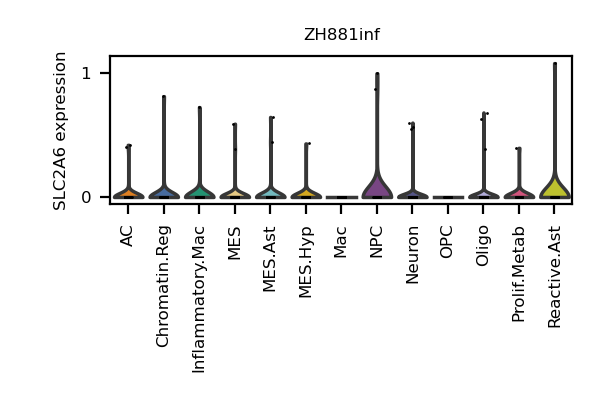 ZH881inf
SLC2A6 expression
1
0
AC
Chromatin.Reg
Inflammatory.Mac
MES
MES.Ast
MES.Hyp
Mac
NPC
Neuron
OPC
Oligo
Prolif.Metab
Reactive.Ast